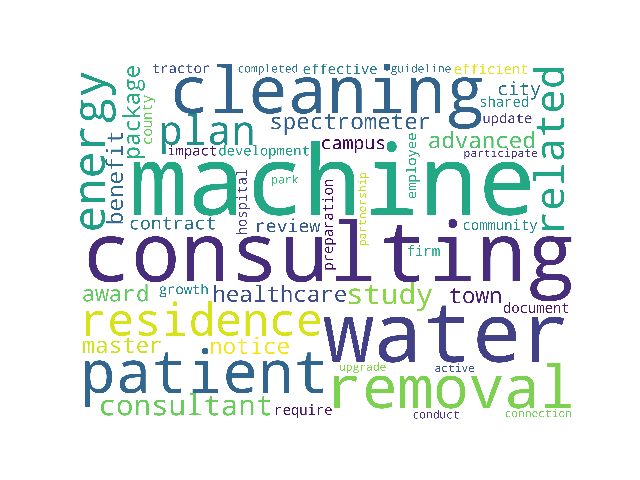 tractor completed effective guideline efficient
cleaning
energy
package
county
related
city
shared
plan
spectrometer
update
benefit
impact development
campus
employee
advanced
participate
machine
hospital
park
preparation
partnership
contract
review
community
firm
consulting
award
growth
healthcare
study
town
document
residence
water
master
notice
patient
upgrade
active
removal
consultant
require
conduct
connection